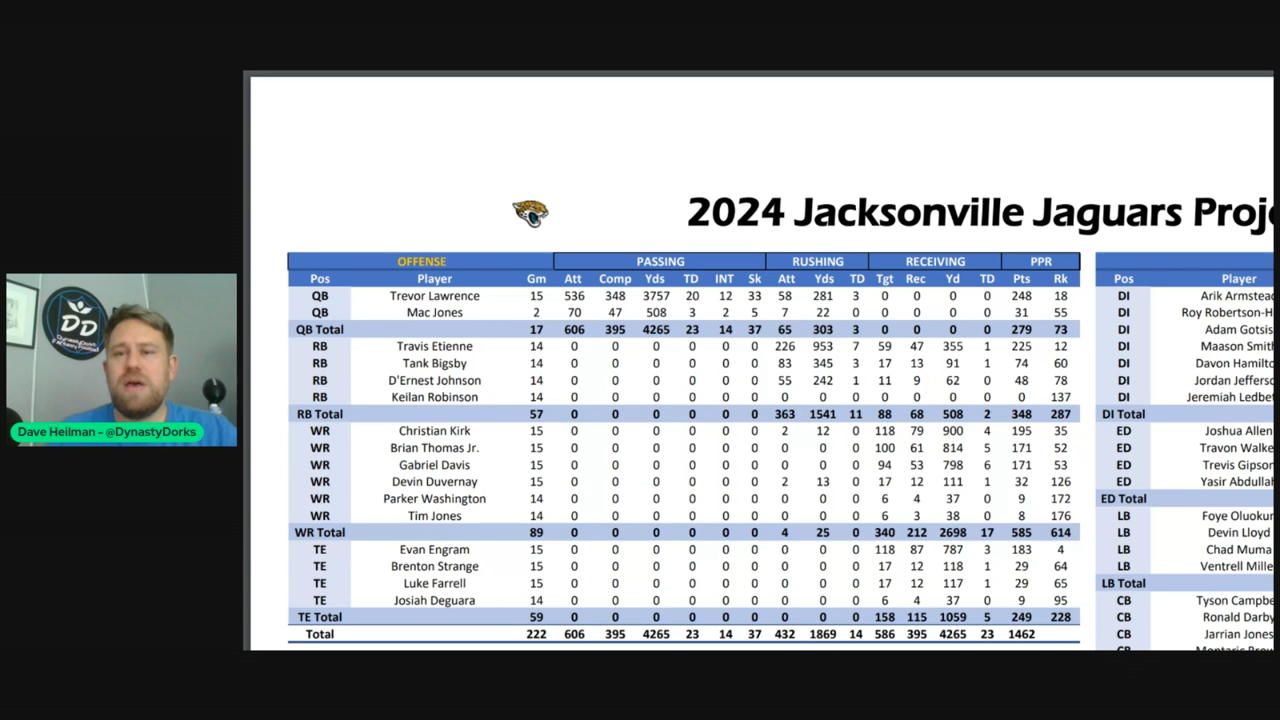 2024 Jacksonville Jaguars Proje
OFFENSE PASSING RUSHING RECEIVING PPR
Pos Player Gm Att Comp Yds TD INT Sk Att Yds TD Tgt Rec Yd TD Pts Rk Pos Player
QB Trevor Lawrence 15 536 348 3757 20 12 33 58 281 3 0 0 0 0 248 18 DI Arik Armstead
QB Mac Jones 2 70 47 508 3 2 5 7 22 0 0 0 0 0 31 55 DI Roy Robertson-H
QB Total 17 606 395 4265 23 14 37 65 303 3 0 0 0 0 279 73 DI Adam Gotsis
RB Travis Etienne 14 0 0 0 0 0 0 226 953 7 59 47 355 1 225 12 DI Maason Smith
RB Tank Bigsby 14 0 0 0 0 0 0 83 345 3 17 13 91 1 74 60 DI Davon Hamilto
RB D'Ernest Johnson 14 0 0 0 0 0 0 55 242 1 11 9 62 0 48 78 DI Jordan Jefferso
RB Keilan Robinson 14 0 0 0 0 0 0 0 0 0 0 0 0 0 0 137 DI Jeremiah Ledbet
RB Total 57 0 0 0 0 0 0 363 1541 11 88 68 508 2 348 287 DI Total
WR Christian Kirk 15 0 0 0 0 0 0 2 12 0 118 79 900 4 195 35 ED Joshua Allen
WR Brian Thomas Jr. 15 0 0 0 0 0 0 0 0 0 100 61 814 5 171 52 ED Travon Walke
WR Gabriel Davis 15 0 0 0 0 0 0 0 0 0 94 53 798 6 171 53 ED Trevis Gipson
WR Devin Duvernay 15 0 0 0 0 0 0 2 13 0 17 12 111 1 32 126 ED Yasir Abdullah
WR Parker Washington 14 0 0 0 0 0 0 0 0 0 6 4 37 0 9 172 ED Total
WR Tim Jones 14 0 0 0 0 0 0 0 0 0 6 3 38 0 8 176 LB Foye Oluokun
WR Total 89 0 0 0 0 0 0 4 25 0 340 212 2698 17 585 614 LB Devin Lloyd
TE Evan Engram 15 0 0 0 0 0 0 0 0 0 118 87 787 3 183 4 LB Chad Muma
TE Brenton Strange 15 0 0 0 0 0 0 0 0 0 17 12 118 1 29 64 LB Ventrell Mille
TE Luke Farrell 15 0 0 0 0 0 0 0 0 0 17 12 117 1 29 65 LB Total
TE Josiah Deguara 14 0 0 0 0 0 0 0 0 0 6 4 37 0 9 95 CB Tyson Campbe
TE Total 59 0 0 0 0 0 0 0 0 0 158 115 1059 5 249 228 CB Ronald Darby
Total 222 606 395 4265 23 14 37 432 1869 14 586 395 4265 23 1462 CB Jarrian Jones
DD
Dave Heilman - @DynastyDorks